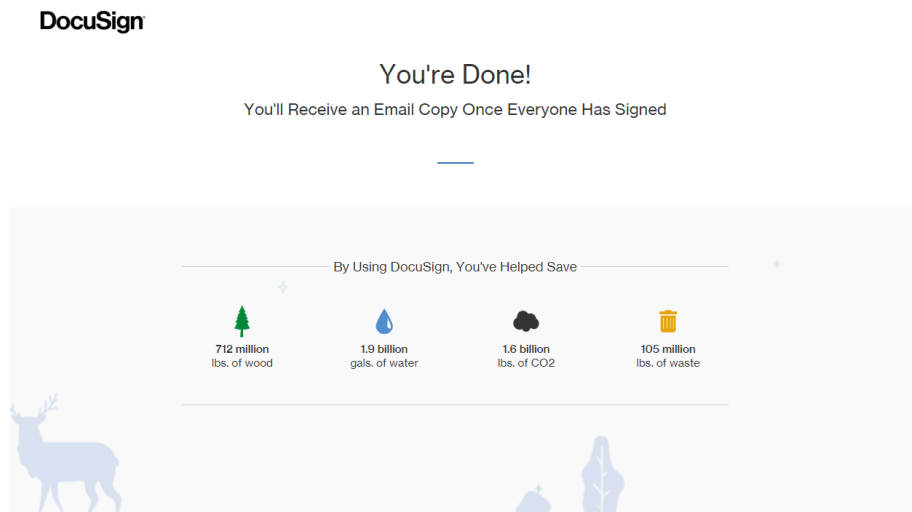 DocuSign
You're Done!
You'll Receive an Email Copy Once Everyone Has Signed
By Using DocuSign, You've Helped Save
712 million
lbs. of wood
1.9 billion
gals. of water
1.6 billion
lbs. of CO2
105 million
lbs. of waste